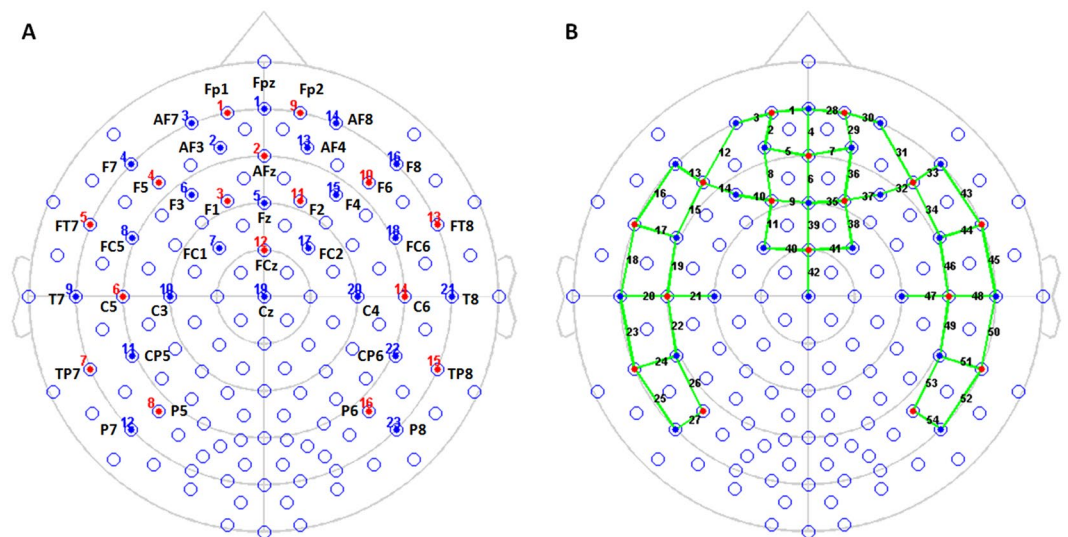 A B
Fpz
Fp1 Fp2
1 1 9
AF7 3 14 AF8
2 13
AF3 2 AF4
F7 4 AFz 16 F8
F5 4 10 F6
6 3 5 11 15
F3 F1 Fz F2 F4
FT7 5 13 FT8
FC5 8 7 12 17 18 FC6
FC1 FCz FC2
T7 9 6 10 19 20 14 21 T8
C5 C3 Cz C4 C6
11 CP5 CP6 22
TP7 7 15 TP8
8 P5 P6 16
P7 12 23 P8
3 1 28 30
2 4 29
12 5 7 31
13 8 6 36 33
16 14 10 9 35 37 32 43
15 11 39 38 34
17 40 41 44
18 19 42 46 45
20 21 47 48
23 22 49 50
24 51
25 26 53 52
27 54